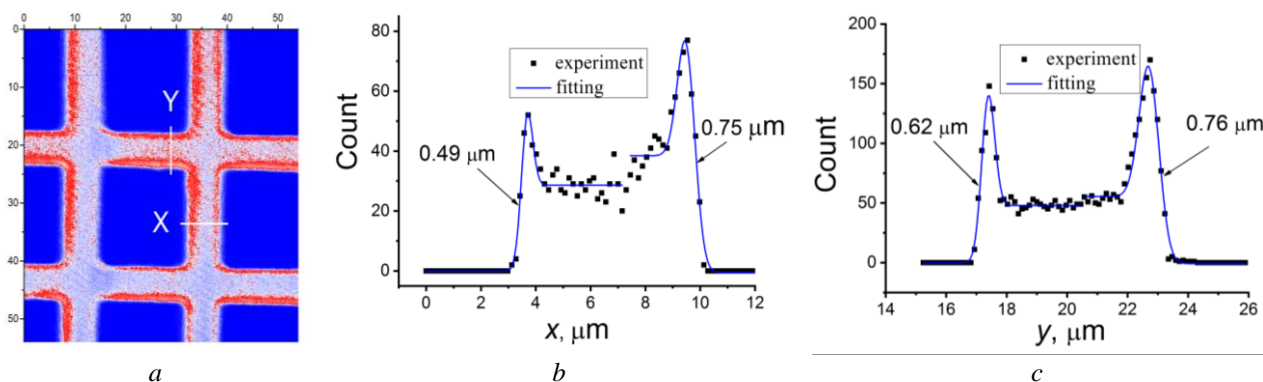 0 10 20 30 40 50
0
10
20
30
40
50
Y
X
a
80
60
40
20
0
Count
experiment
fitting
0.49 μm
0.75 μm
0 2 4 6 8 10 12
x, μm
b
200
150
100
50
0
Count
experiment
fitting
0.62 μm
0.76 μm
14 16 18 20 22 24 26
y, μm
c